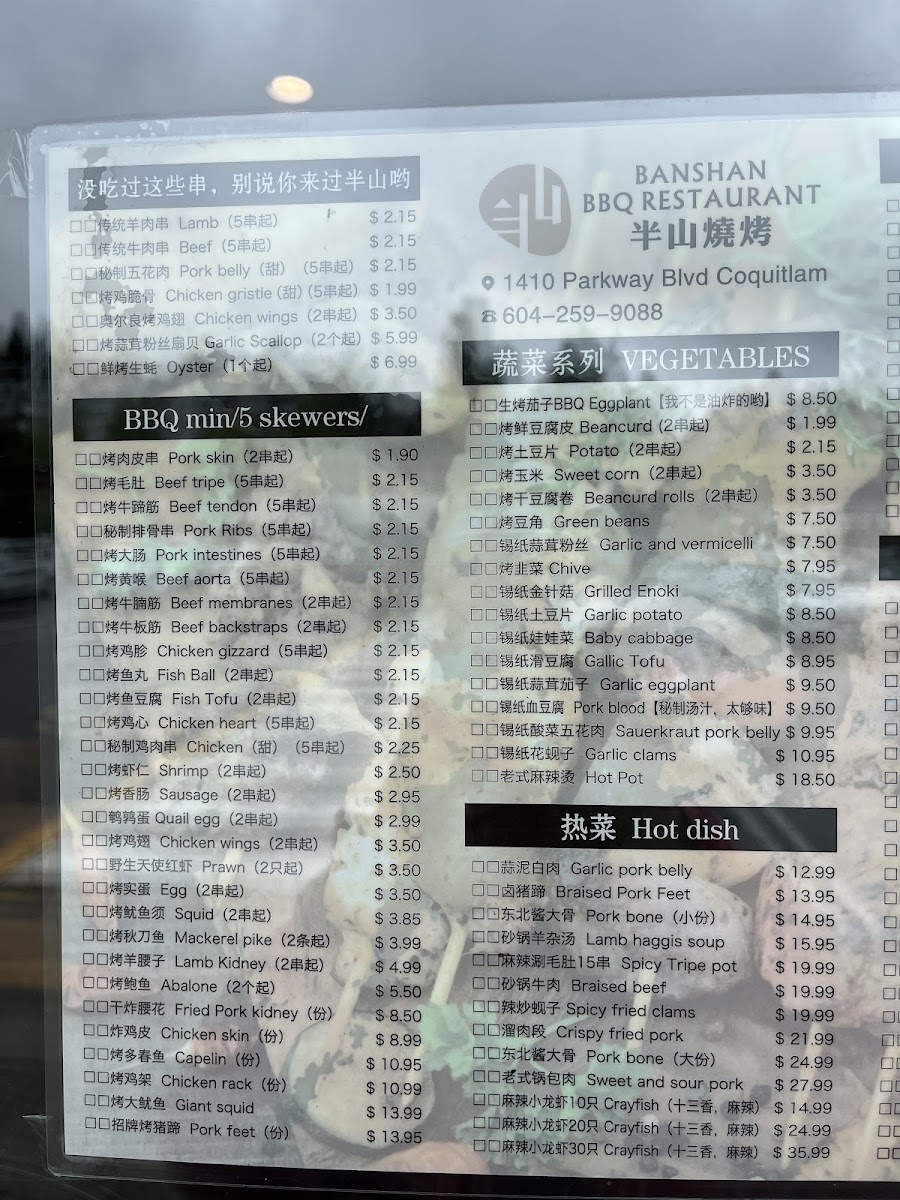 没吃过这些串，别说你来过半山哟
□□传统羊肉串 Lamb（5串起） $ 2.15
□□传统牛肉串 Beef（5串起） $ 2.15
□□秘制五花肉 Pork belly（甜）（5串起） $ 2.15
□□烤鸡脆骨 Chicken gristle（甜）（5串起） $ 1.99
□□奥尔良烤鸡翅 Chicken wings（2串起） $ 3.50
□□烤蒜茸粉丝扇贝 Garlic Scallop（2个起） $ 5.99
□□鲜烤生蚝 Oyster（1个起） $ 6.99
BBQ min/5 skewers/
□□烤肉皮串 Pork skin（2串起） $ 1.90
□□烤毛肚 Beef tripe（5串起） $ 2.15
□□烤牛蹄筋 Beef tendon（5串起） $ 2.15
□□秘制排骨串 Pork Ribs（5串起） $ 2.15
□□烤大肠 Pork intestines（5串起） $ 2.15
□□烤黄喉 Beef aorta（5串起） $ 2.15
□□烤牛腩筋 Beef membranes（2串起） $ 2.15
□□烤牛板筋 Beef backstraps（2串起） $ 2.15
□□烤鸡胗 Chicken gizzard（5串起） $ 2.15
□□烤鱼丸 Fish Ball（2串起） $ 2.15
□□烤鱼豆腐 Fish Tofu（2串起） $ 2.15
□□烤鸡心 Chicken heart（5串起） $ 2.15
□□秘制鸡肉串 Chicken（甜）（5串起） $ 2.25
□□烤虾仁 Shrimp（2串起） $ 2.50
□□烤香肠 Sausage（2串起） $ 2.95
□□鹌鹑蛋 Quail egg（2串起） $ 2.99
□□烤鸡翅 Chicken wings（2串起） $ 3.50
□□野生天使红虾 Prawn（2只起） $ 3.50
□□烤实蛋 Egg（2串起） $ 3.50
□□烤鱿鱼须 Squid（2串起） $ 3.85
□□烤秋刀鱼 Mackerel pike（2条起） $ 3.99
□□烤羊腰子 Lamb Kidney（2串起） $ 4.99
□□烤鲍鱼 Abalone（2个起） $ 5.50
□□干炸腰花 Fried Pork kidney（份） $ 8.50
□□炸鸡皮 Chicken skin（份） $ 8.99
□□烤多春鱼 Capelin（份） $ 10.95
□□烤鸡架 Chicken rack（份） $ 10.99
□□烤大鱿鱼 Giant squid $ 13.99
□□招牌烤猪蹄 Pork feet（份） $ 13.95
BANSHAN
BBQ RESTAURANT
半山燒烤
1410 Parkway Blvd Coquitlam
☎604-259-9088
蔬菜系列 VEGETABLES
□□生烤茄子BBQ Eggplant【我不是油炸的哟】 $ 8.50
□□烤鲜豆腐皮 Beancurd（2串起） $ 1.99
□□烤土豆片 Potato（2串起） $ 2.15
□□烤玉米 Sweet corn（2串起） $ 3.50
□□烤干豆腐卷 Beancurd rolls（2串起） $ 3.50
□□烤豆角 Green beans $ 7.50
□□锡纸蒜茸粉丝 Garlic and vermicelli $ 7.50
□□烤韭菜 Chive $ 7.95
□□锡纸金针菇 Grilled Enoki $ 7.95
□□锡纸土豆片 Garlic potato $ 8.50
□□锡纸娃娃菜 Baby cabbage $ 8.50
□□锡纸滑豆腐 Gallic Tofu $ 8.95
□□锡纸蒜茸茄子 Garlic eggplant $ 9.50
□□锡纸血豆腐 Pork blood【秘制汤汁，太够味】 $ 9.50
□□锡纸酸菜五花肉 Sauerkraut pork belly $ 9.95
□□锡纸花蚬子 Garlic clams $ 10.95
□□老式麻辣烫 Hot Pot $ 18.50
热菜 Hot dish
□□蒜泥白肉 Garlic pork belly $ 12.99
□□卤猪蹄 Braised Pork Feet $ 13.95
□□东北酱大骨 Pork bone（小份） $ 14.95
□□砂锅羊杂汤 Lamb haggis soup $ 15.95
□□麻辣涮毛肚15串 Spicy Tripe pot $ 19.99
□□砂锅牛肉 Braised beef $ 19.99
□□辣炒蚬子 Spicy fried clams $ 19.99
□□溜肉段 Crispy fried pork $ 21.99
□□东北酱大骨 Pork bone（大份） $ 24.99
□□老式锅包肉 Sweet and sour pork $ 27.99
□□麻辣小龙虾10只 Crayfish（十三香，麻辣） $ 14.99
□□麻辣小龙虾20只 Crayfish（十三香，麻辣） $ 24.99
□□麻辣小龙虾30只 Crayfish（十三香，麻辣） $ 35.99